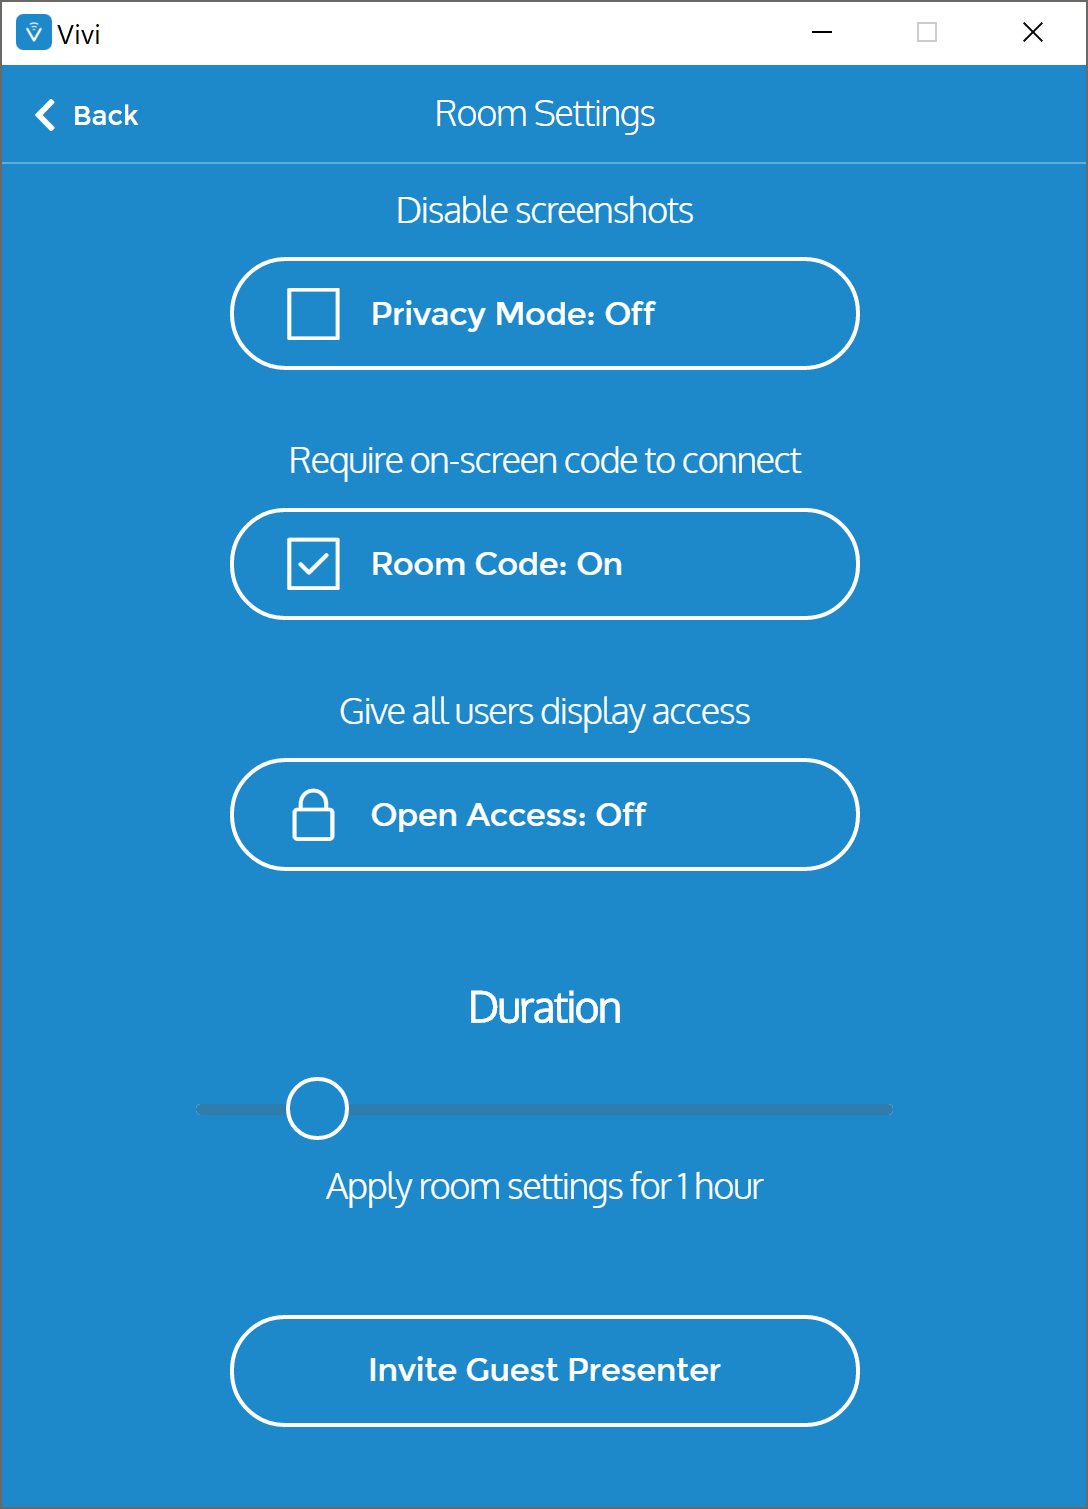 Vivi
Back
Room Settings
Disable screenshots
Privacy Mode: Off
Require on-screen code to connect
Room Code: On
Give all users display access
Open Access: Off
Duration
Apply room settings for 1 hour
Invite Guest Presenter